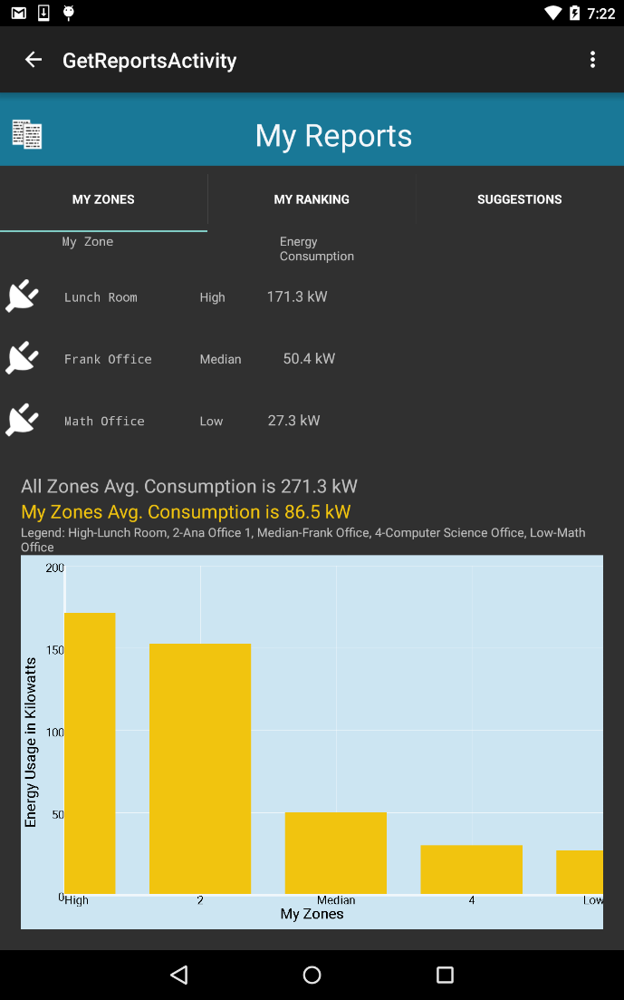 7:22
GetReportsActivity
My Reports
MY ZONES MY RANKING SUGGESTIONS
My Zone Energy
Consumption
Lunch Room High 171.3 kW
Frank Office Median 50.4 kW
Math Office Low 27.3 kW
All Zones Avg. Consumption is 271.3 kW
My Zones Avg. Consumption is 86.5 kW
Legend: High-Lunch Room, 2-Ana Office 1, Median-Frank Office, 4-Computer Science Office, Low-Math
Office
200
150
100
50
0
Energy Usage in Kilowatts
High 2 Median 4 Low
My Zones